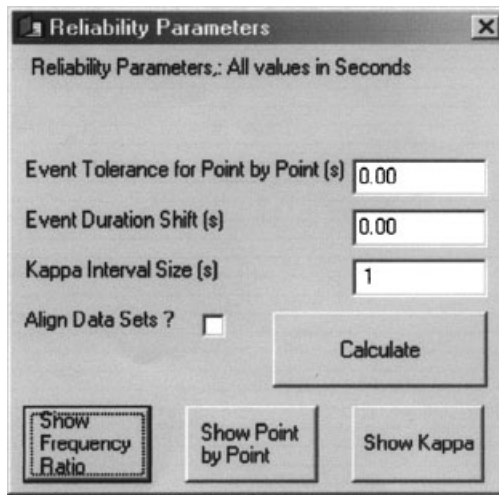 Reliability Parameters
Reliability Parameters,: All values in Seconds
Event Tolerance for Point by Point (s) 0.00
Event Duration Shift (s) 0.00
Kappa Interval Size (s) 1
Align Data Sets ?
Calculate
Show
Frequency
Ratio
Show Point
by Point
Show Kappa